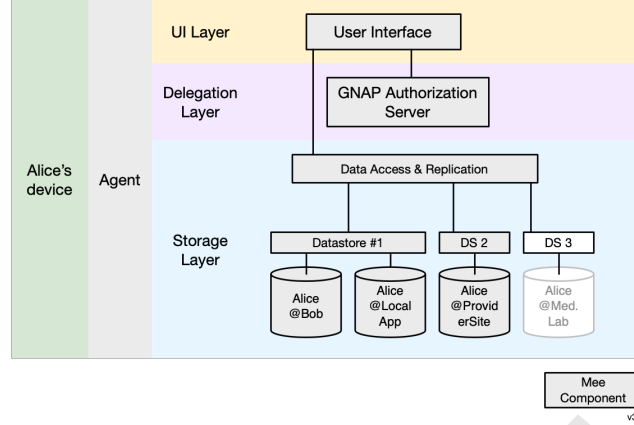 UI Layer
User Interface
Delegation
Layer
GNAP Authorization
Server
Alice's
device
Agent
Data Access & Replication
Storage
Layer
Datastore #1
DS 2
DS 3
Alice
@Bob
Alice
@Local
App
Alice
@Provid
erSite
Alice
@Med.
Lab
Mee
Component
v3